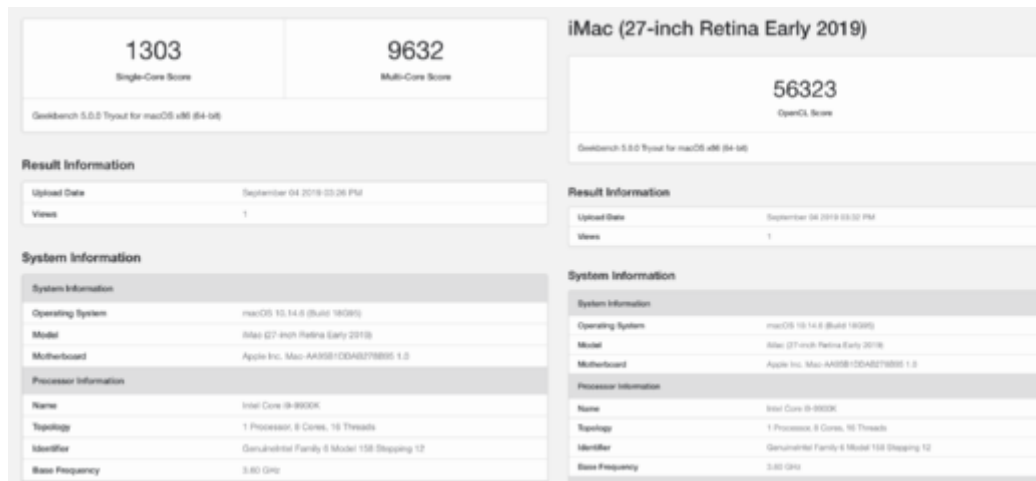 1303
Single-Core Score
9632
Multi-Core Score
Geekbench 5.0.0 Tryout for macOS x86 (64-bit)
Result Information
Upload Date September 04 2019 03:26 PM
Views 1
System Information
System Information
Operating System macOS 10.14.6 (Build 18G95)
Model iMac (27-inch Retina Early 2019)
Motherboard Apple Inc. 1.0
Processor Information
Name Intel Core i9-9900K
Topology 1 Processor, 8 Cores, 16 Threads
Identifier GenuineIntel Family 6 Model 158 Stepping 12
Base Frequency 3.60 GHz
iMac (27-inch Retina Early 2019)
56323
OpenCL Score
Geekbench 5.0.0 Tryout for macOS x86 (64-bit)
Result Information
Upload Date September 04 2019 03:32 PM
Views 1
System Information
System Information
Operating System macOS 10.14.6 (Build 18G95)
Model iMac (27-inch Retina Early 2019)
Motherboard Apple Inc. 1.0
Processor Information
Name Intel Core i9-9900K
Topology 1 Processor, 8 Cores, 16 Threads
Identifier GenuineIntel Family 6 Model 158 Stepping 12
Base Frequency 3.60 GHz